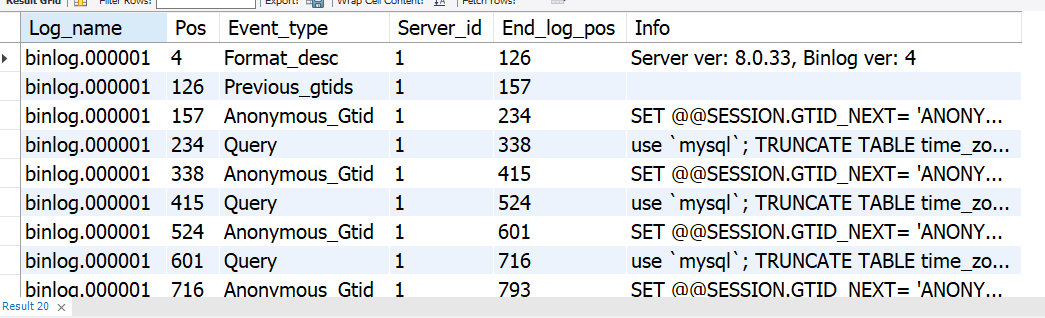 Result Grid Filter Rows: Export: Wrap Cell Content: Fetch rows:
Log_name Pos Event_type Server_id End_log_pos Info
binlog.000001 4 Format_desc 1 126 Server ver: 8.0.33, Binlog ver: 4
binlog.000001 126 Previous_gtids 1 157
binlog.000001 157 Anonymous_Gtid 1 234 SET @@SESSION.GTID_NEXT= 'ANONY...
binlog.000001 234 Query 1 338 use `mysql`; TRUNCATE TABLE time_zo...
binlog.000001 338 Anonymous_Gtid 1 415 SET @@SESSION.GTID_NEXT= 'ANONY...
binlog.000001 415 Query 1 524 use `mysql`; TRUNCATE TABLE time_zo...
binlog.000001 524 Anonymous_Gtid 1 601 SET @@SESSION.GTID_NEXT= 'ANONY...
binlog.000001 601 Query 1 716 use `mysql`; TRUNCATE TABLE time_zo...
binlog.000001 716 Anonymous_Gtid 1 793 SET @@SESSION.GTID_NEXT= 'ANONY...
Result 20